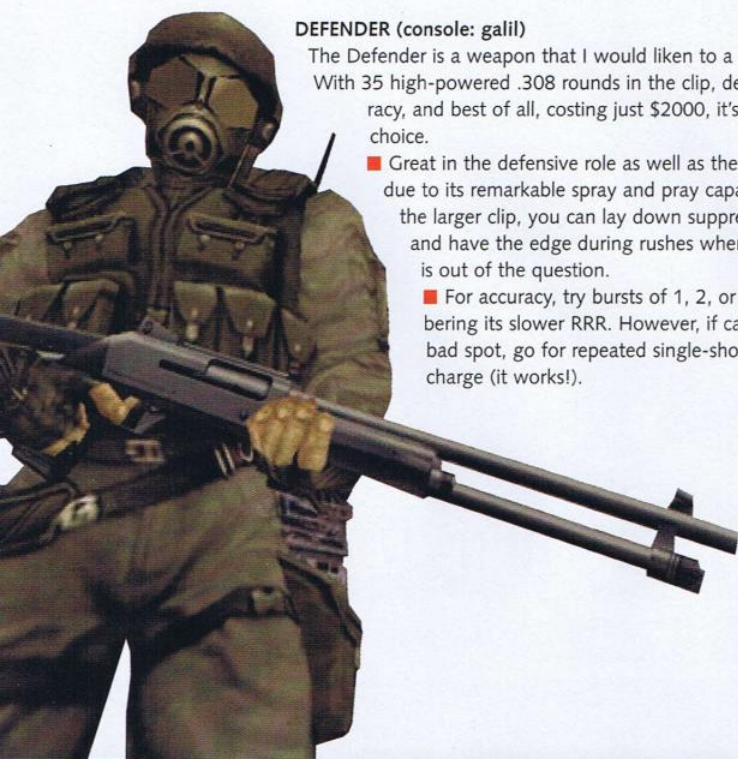 DEFENDER (console: galil)
The Defender is a weapon that I would liken to a
With 35 high-powered .308 rounds in the clip, de
racy, and best of all, costing just $2000, it's
choice.
■ Great in the defensive role as well as the
due to its remarkable spray and pray capa
the larger clip, you can lay down suppre
and have the edge during rushes when
is out of the question.
■ For accuracy, try bursts of 1, 2, or
bering its slower RRR. However, if ca
bad spot, go for repeated single-sho
charge (it works!).